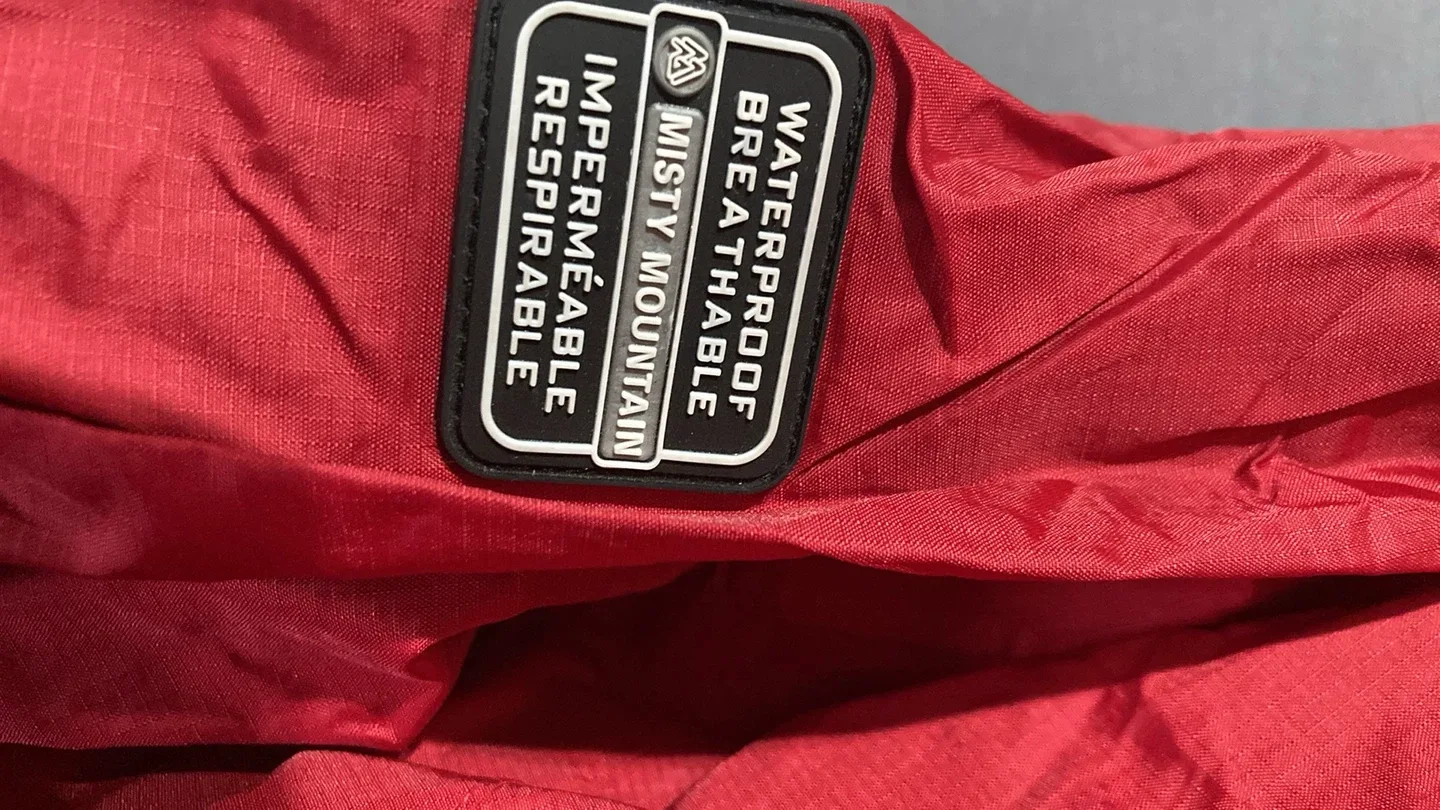 WATERPROOF
BREATHABLE
MISTY MOUNTAIN
IMPERMÉABLE
RESPIRABLE